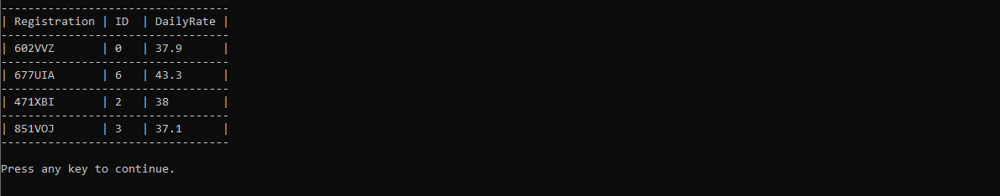 ----------------------------------
| Registration | ID  | DailyRate |
----------------------------------
| 602VVZ       | 0   | 37.9      |
----------------------------------
| 677UIA       | 6   | 43.3      |
----------------------------------
| 471XBI       | 2   | 38        |
----------------------------------
| 851VOJ       | 3   | 37.1      |
----------------------------------
Press any key to continue.